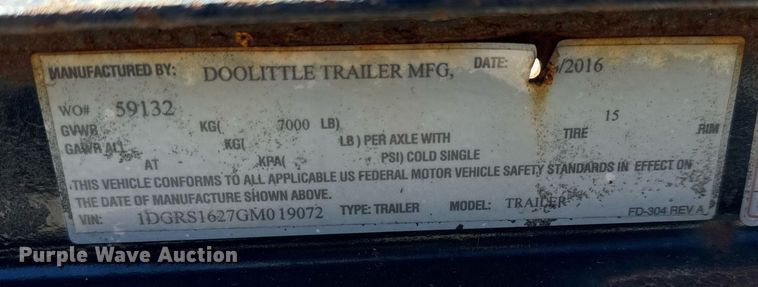 MANUFACTURED BY: DOOLITTLE TRAILER MFG, DATE: /2016
WO# 59132
GVWR KG( 7000 LB) 15
GAWR ALL KG( LB) PER AXLE WITH TIRE RIM
AT KPA( PSI) COLD SINGLE
THIS VEHICLE CONFORMS TO ALL APPLICABLE US FEDERAL MOTOR VEHICLE SAFETY STANDARDS IN EFFECT ON
THE DATE OF MANUFACTURE SHOWN ABOVE.
VIN: 1DGRS1627GM019072 TYPE: TRAILER MODEL: TRAILER
FD-304 REV A
Purple Wave Auction